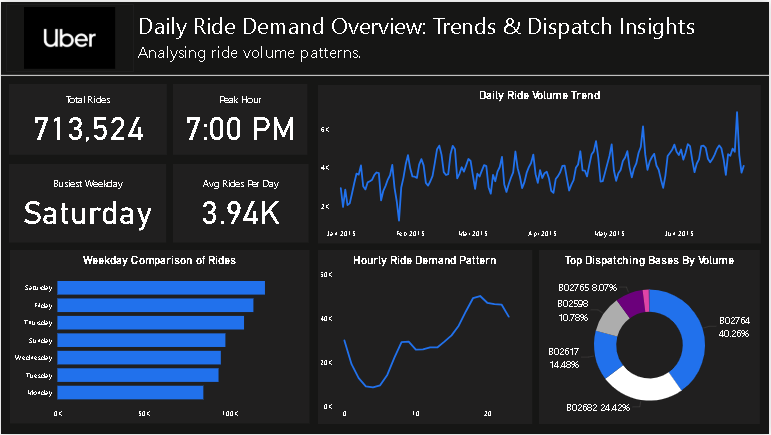 Uber
Daily Ride Demand Overview: Trends & Dispatch Insights
Analysing ride volume patterns.
Total Rides
713,524
Peak Hour
7:00 PM
Busiest Weekday
Saturday
Avg Rides Per Day
3.94K
Daily Ride Volume Trend
6K
4K
2K
Jan 2015 Feb 2015 Mar 2015 Apr 2015 May 2015 Jun 2015
Weekday Comparison of Rides
Saturday
Friday
Thursday
Sunday
Wednesday
Tuesday
Monday
0K 50K 100K
Hourly Ride Demand Pattern
60K
40K
20K
0K
0 10 20
Top Dispatching Bases By Volume
B02765 8.07%
B02598
10.78%
B02617
14.48%
B02682 24.42%
B02764
40.26%